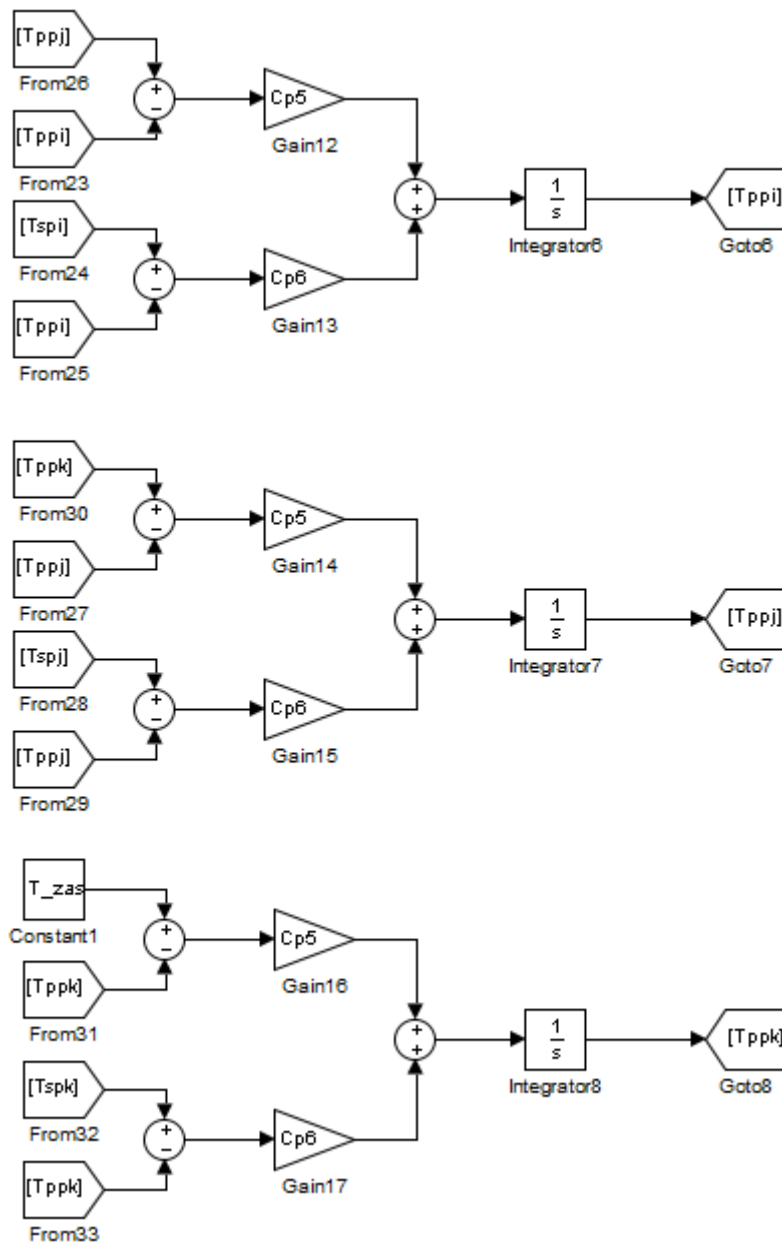 [Tppj]
From26
[Tppi]
From23
+
−
Cp5
Gain12
[Tspi]
From24
[Tppi]
From25
+
−
Cp6
Gain13
+
+
1
s
Integrator6
[Tppi]
Goto6
[Tppk]
From30
[Tppj]
From27
+
−
Cp5
Gain14
[Tspj]
From28
[Tppj]
From29
+
−
Cp6
Gain15
+
+
1
s
Integrator7
[Tppj]
Goto7
T_zas
Constant1
[Tppk]
From31
+
−
Cp5
Gain16
[Tspk]
From32
[Tppk]
From33
+
−
Cp6
Gain17
+
+
1
s
Integrator8
[Tppk]
Goto8